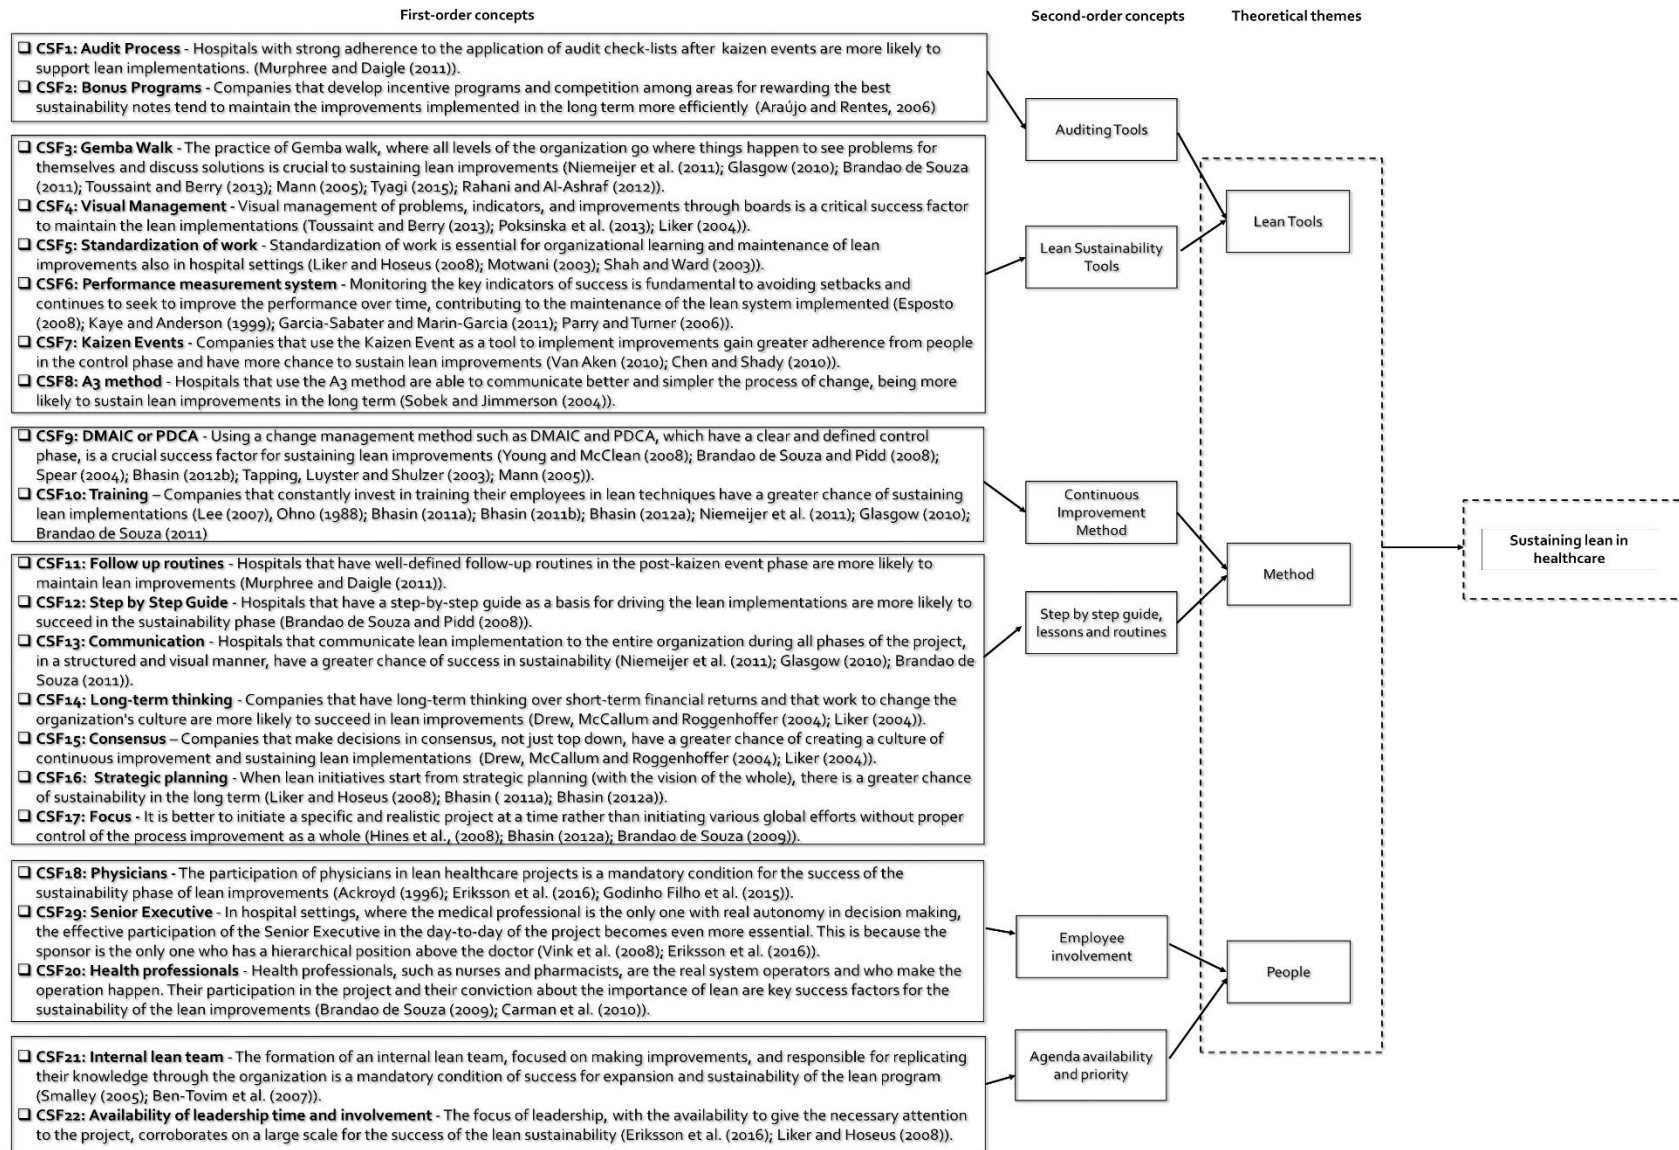 First-order concepts
Second-order concepts
Theoretical themes
CSF1: Audit Process - Hospitals with strong adherence to the application of audit check-lists after kaizen events are more likely to
support lean implementations. (Murphree and Daigle (2011)).
CSF2: Bonus Programs - Companies that develop incentive programs and competition among areas for rewarding the best
sustainability notes tend to maintain the improvements implemented in the long term more efficiently (Araújo and Rentes, 2006)
CSF3: Gemba Walk - The practice of Gemba walk, where all levels of the organization go where things happen to see problems for
themselves and discuss solutions is crucial to sustaining lean improvements (Niemeijer et al. (2011); Glasgow (2010); Brandao de Souza
(2011); Toussaint and Berry (2013); Mann (2005); Tyagi (2015); Rahani and Al-Ashraf (2012)).
CSF4: Visual Management - Visual management of problems, indicators, and improvements through boards is a critical success factor
to maintain the lean implementations (Toussaint and Berry (2013); Poksinska et al. (2013); Liker (2004)).
CSF5: Standardization of work - Standardization of work is essential for organizational learning and maintenance of lean
improvements also in hospital settings (Liker and Hoseus (2008); Motwani (2003); Shah and Ward (2003)).
CSF6: Performance measurement system - Monitoring the key indicators of success is fundamental to avoiding setbacks and
continues to seek to improve the performance over time, contributing to the maintenance of the lean system implemented (Esposto
(2008); Kaye and Anderson (1999); Garcia-Sabater and Marin-Garcia (2011); Parry and Turner (2006)).
CSF7: Kaizen Events - Companies that use the Kaizen Event as a tool to implement improvements gain greater adherence from people
in the control phase and have more chance to sustain lean improvements (Van Aken (2010); Chen and Shady (2010)).
CSF8: A3 method - Hospitals that use the A3 method are able to communicate better and simpler the process of change, being more
likely to sustain lean improvements in the long term (Sobek and Jimmerson (2004)).
CSF9: DMAIC or PDCA - Using a change management method such as DMAIC and PDCA, which have a clear and defined control
phase, is a crucial success factor for sustaining lean improvements (Young and McClean (2008); Brandao de Souza and Pidd (2008);
Spear (2004); Bhasin (2012b); Tapping, Luyster and Shulzer (2003); Mann (2005)).
CSF10: Training – Companies that constantly invest in training their employees in lean techniques have a greater chance of sustaining
lean implementations (Lee (2007), Ohno (1988); Bhasin (2011a); Bhasin (2011b); Bhasin (2012a); Niemeijer et al. (2011); Glasgow (2010);
Brandao de Souza (2011)
CSF11: Follow up routines - Hospitals that have well-defined follow-up routines in the post-kaizen event phase are more likely to
maintain lean improvements (Murphree and Daigle (2011)).
CSF12: Step by Step Guide - Hospitals that have a step-by-step guide as a basis for driving the lean implementations are more likely to
succeed in the sustainability phase (Brandao de Souza and Pidd (2008)).
CSF13: Communication - Hospitals that communicate lean implementation to the entire organization during all phases of the project,
in a structured and visual manner, have a greater chance of success in sustainability (Niemeijer et al. (2011); Glasgow (2010); Brandao de
Souza (2011)).
CSF14: Long-term thinking - Companies that have long-term thinking over short-term financial returns and that work to change the
organization's culture are more likely to succeed in lean improvements (Drew, McCallum and Roggenhoffer (2004); Liker (2004)).
CSF15: Consensus – Companies that make decisions in consensus, not just top down, have a greater chance of creating a culture of
continuous improvement and sustaining lean implementations (Drew, McCallum and Roggenhoffer (2004); Liker (2004)).
CSF16: Strategic planning - When lean initiatives start from strategic planning (with the vision of the whole), there is a greater chance
of sustainability in the long term (Liker and Hoseus (2008); Bhasin ( 2011a); Bhasin (2012a)).
CSF17: Focus - It is better to initiate a specific and realistic project at a time rather than initiating various global efforts without proper
control of the process improvement as a whole (Hines et al., (2008); Bhasin (2012a); Brandao de Souza (2009)).
CSF18: Physicians - The participation of physicians in lean healthcare projects is a mandatory condition for the success of the
sustainability phase of lean improvements (Ackroyd (1996); Eriksson et al. (2016); Godinho Filho et al. (2015)).
CSF29: Senior Executive - In hospital settings, where the medical professional is the only one with real autonomy in decision making,
the effective participation of the Senior Executive in the day-to-day of the project becomes even more essential. This is because the
sponsor is the only one who has a hierarchical position above the doctor (Vink et al. (2008); Eriksson et al. (2016)).
CSF20: Health professionals - Health professionals, such as nurses and pharmacists, are the real system operators and who make the
operation happen. Their participation in the project and their conviction about the importance of lean are key success factors for the
sustainability of the lean improvements (Brandao de Souza (2009); Carman et al. (2010)).
CSF21: Internal lean team - The formation of an internal lean team, focused on making improvements, and responsible for replicating
their knowledge through the organization is a mandatory condition of success for expansion and sustainability of the lean program
(Smalley (2005); Ben-Tovim et al. (2007)).
CSF22: Availability of leadership time and involvement - The focus of leadership, with the availability to give the necessary attention
to the project, corroborates on a large scale for the success of the lean sustainability (Eriksson et al. (2016); Liker and Hoseus (2008)).
Auditing Tools
Lean Sustainability
Tools
Continuous
Improvement
Method
Step by step guide,
lessons and routines
Employee
involvement
Agenda availability
and priority
Lean Tools
Method
People
Sustaining lean in
healthcare